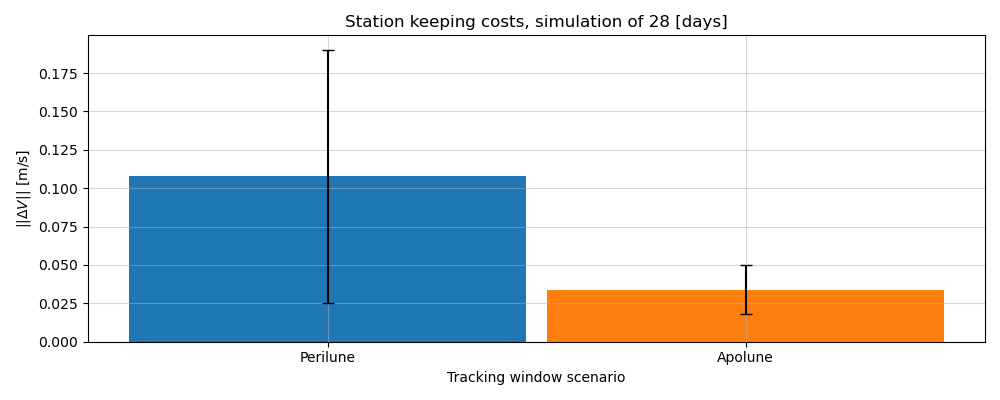 Station keeping costs, simulation of 28 [days]
||ΔV|| [m/s]
0.175
0.150
0.125
0.100
0.075
0.050
0.025
0.000
Perilune Apolune
Tracking window scenario